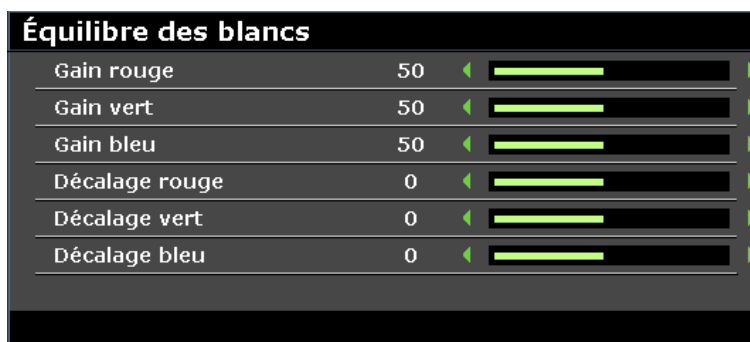 Équilibre des blancs
Gain rouge 50
Gain vert 50
Gain bleu 50
Décalage rouge 0
Décalage vert 0
Décalage bleu 0